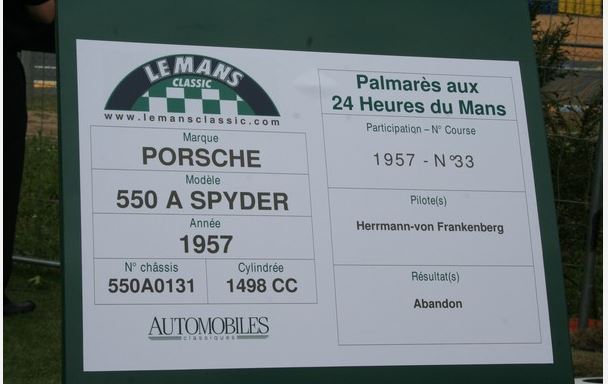 LE MANS
CLASSIC
www.lemansclassic.com
Marque
PORSCHE
Modèle
550 A SPYDER
Année
1957
N° châssis
550A0131
Cylindrée
1498 CC
AUTOMOBILES
classiques
Palmarès aux
24 Heures du Mans
Participation – N° Course
1957 - N°33
Pilote(s)
Herrmann-von Frankenberg
Résultat(s)
Abandon